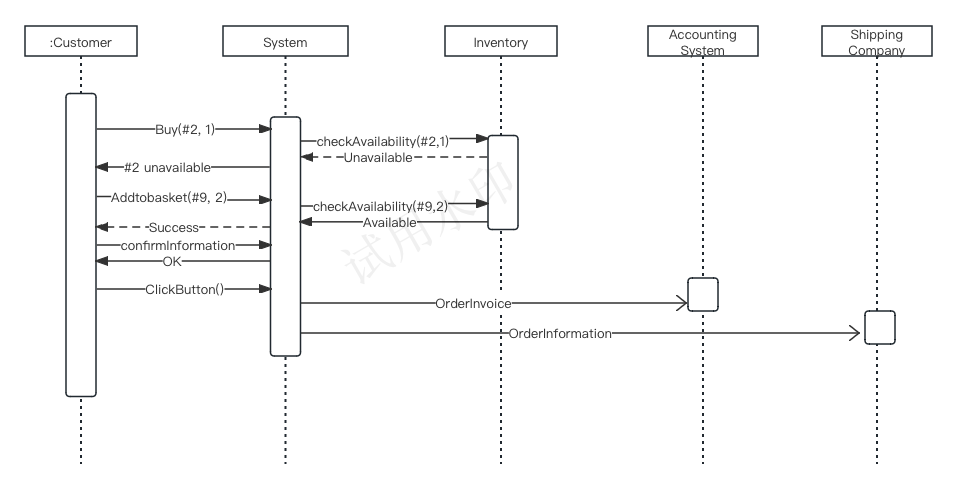 :Customer
System
Inventory
Accounting
System
Shipping
Company
Buy(#2, 1)
checkAvailability(#2,1)
Unavailable
#2 unavailable
Addtobasket(#9, 2)
checkAvailability(#9,2)
Available
Success
confirmInformation
OK
ClickButton()
OrderInvoice
OrderInformation
试用水印